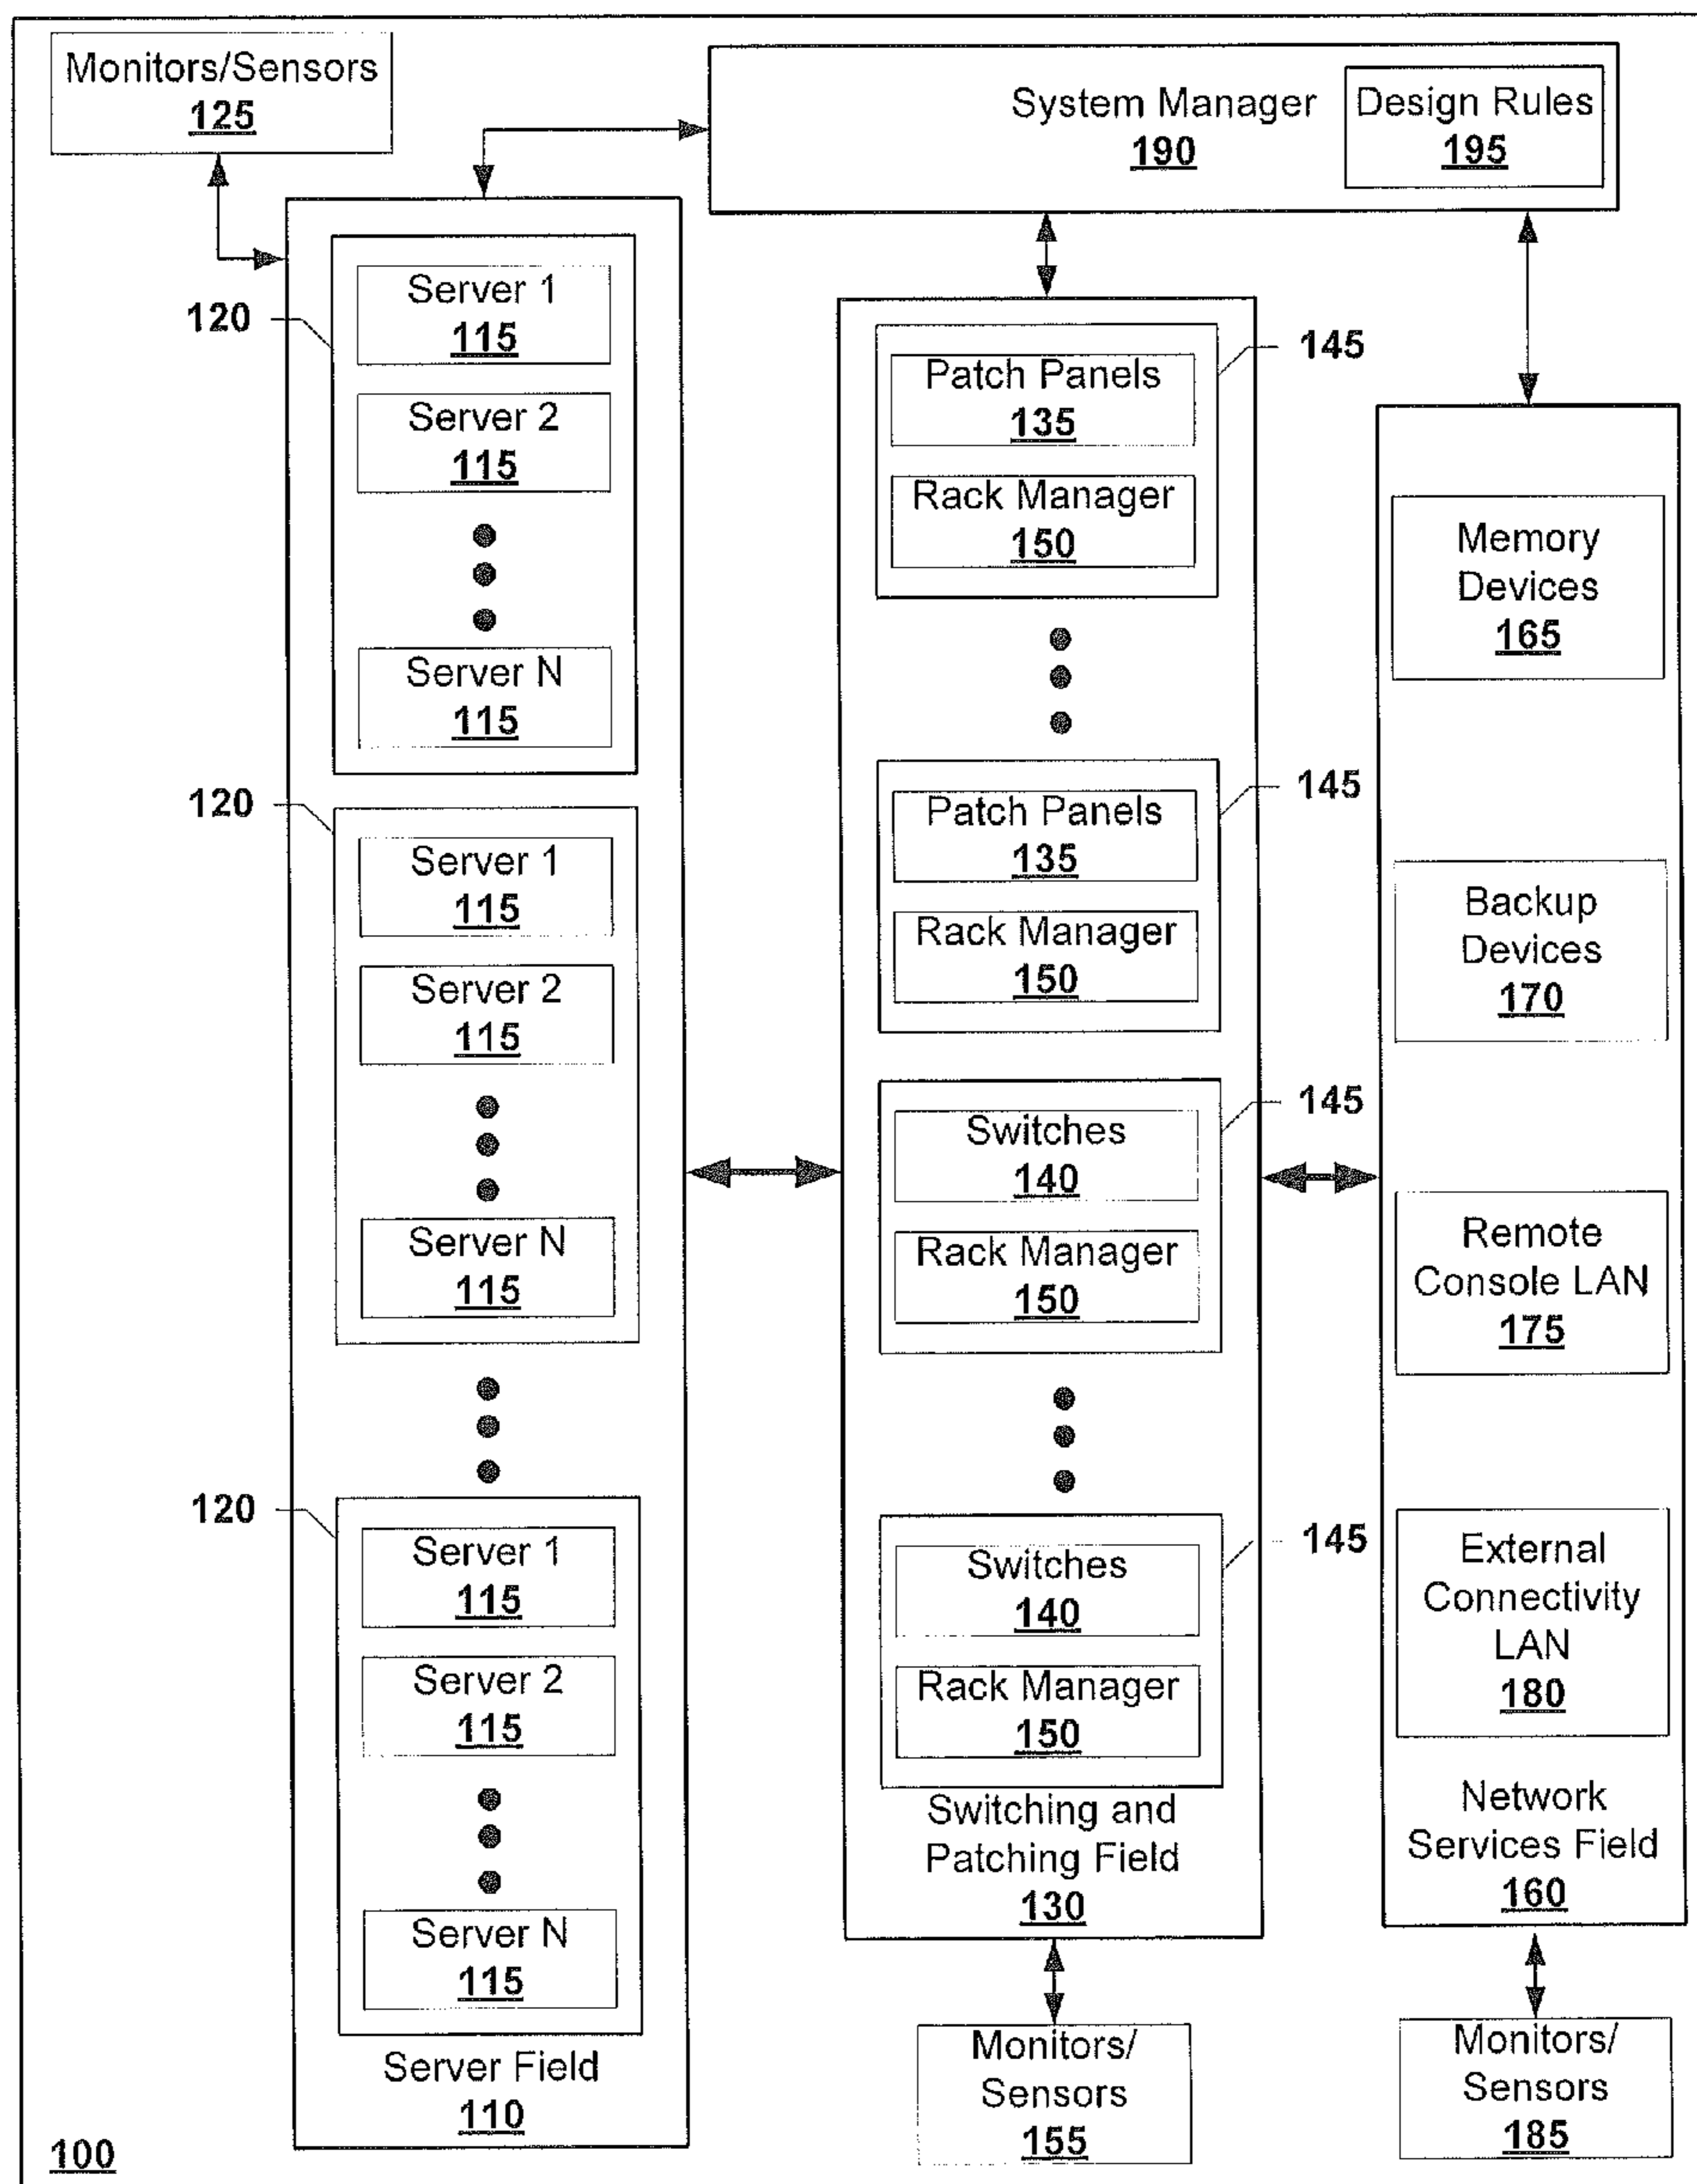 Monitors/Sensors
125
System Manager
190
Design Rules
195
120
Server 1
115
Server 2
115
Server N
115
120
Server 1
115
Server 2
115
Server N
115
120
Server 1
115
Server 2
115
Server N
115
Server Field
110
145
Patch Panels
135
Rack Manager
150
145
Patch Panels
135
Rack Manager
150
145
Switches
140
Rack Manager
150
145
Switches
140
Rack Manager
150
Switching and
Patching Field
130
Memory
Devices
165
Backup
Devices
170
Remote
Console LAN
175
External
Connectivity
LAN
180
Network
Services Field
160
Monitors/
Sensors
155
Monitors/
Sensors
185
100